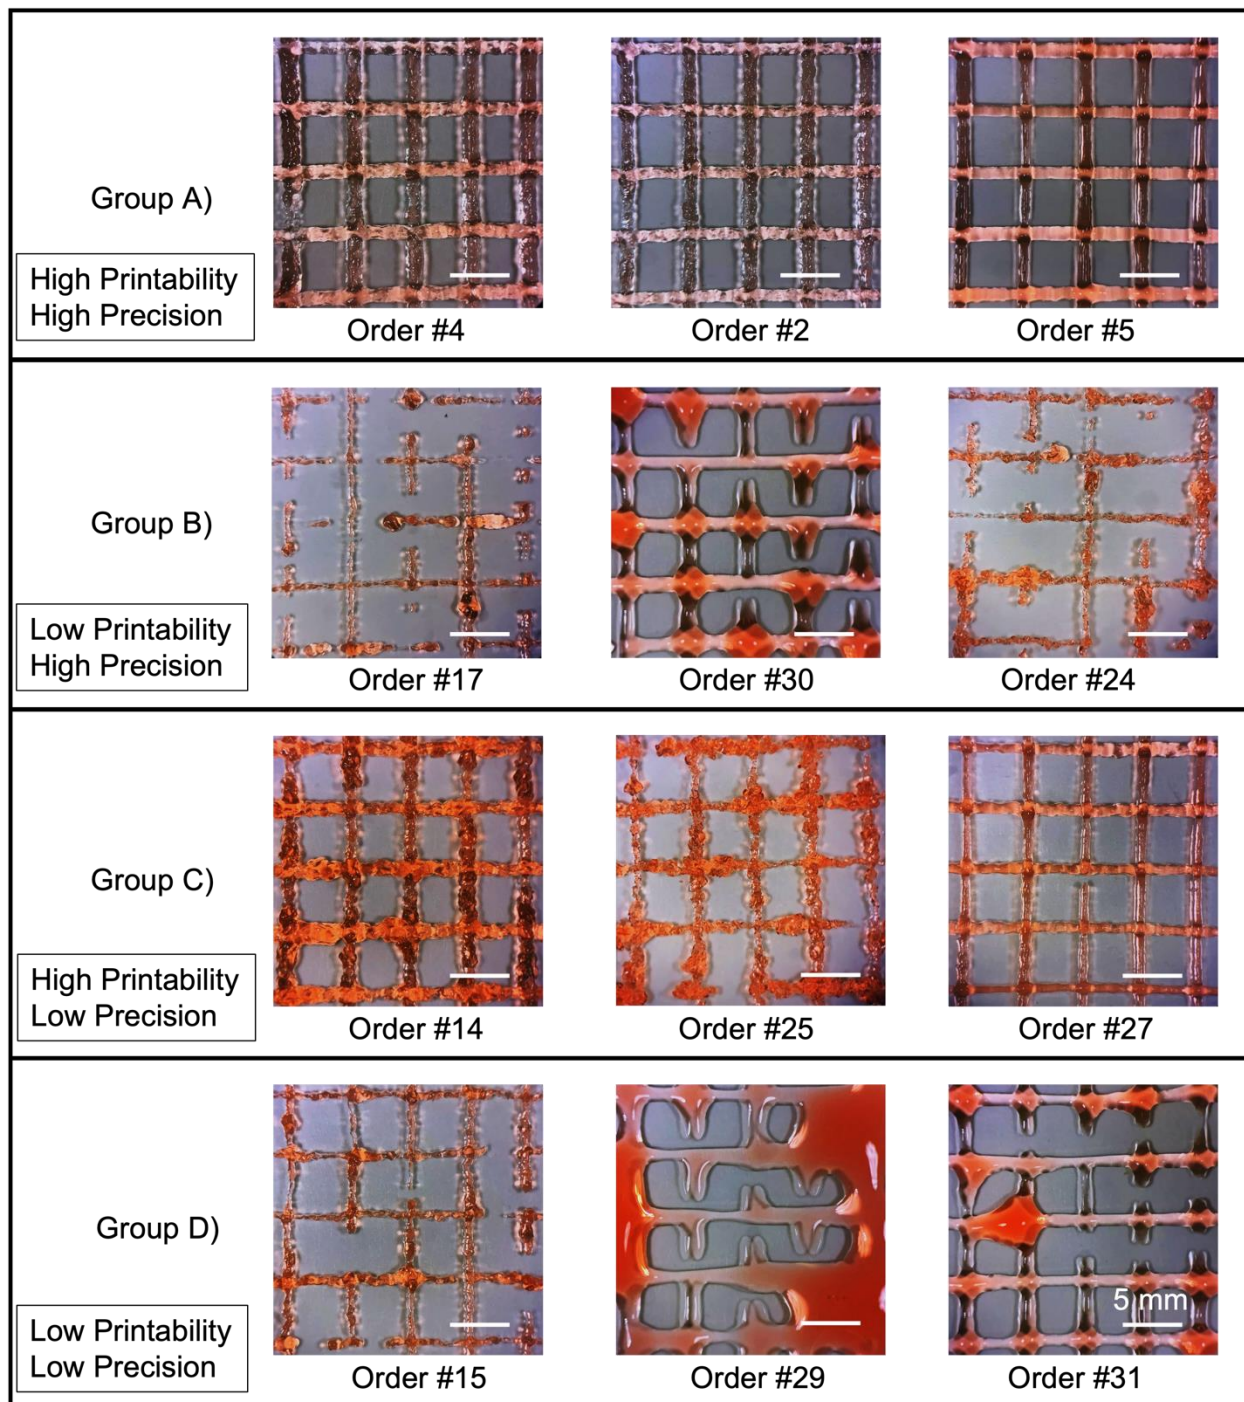 Group A)
High Printability
High Precision
Order #4
Order #2
Order #5
Group B)
Low Printability
High Precision
Order #17
Order #30
Order #24
Group C)
High Printability
Low Precision
Order #14
Order #25
Order #27
Group D)
Low Printability
Low Precision
5 mm
Order #15
Order #29
Order #31